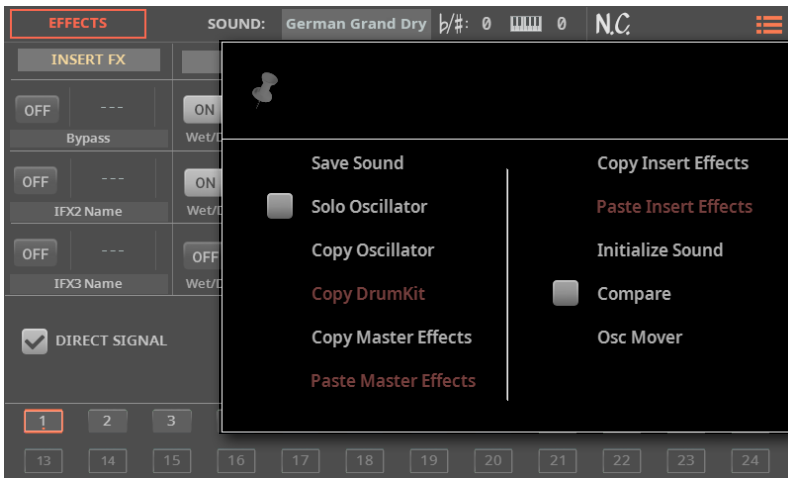 EFFECTS SOUND: German Grand Dry b/#: 0 0 N.C.
INSERT FX
OFF --- ON
Bypass Wet/D
Save Sound Copy Insert Effects
OFF --- ON Solo Oscillator Paste Insert Effects
IFX2 Name Wet/D
OFF --- OFF Copy Oscillator Initialize Sound
IFX3 Name Wet/D
Copy DrumKit Compare
DIRECT SIGNAL Copy Master Effects Osc Mover
Paste Master Effects
1 2 3
13 14 15 16 17 18 19 20 21 22 23 24